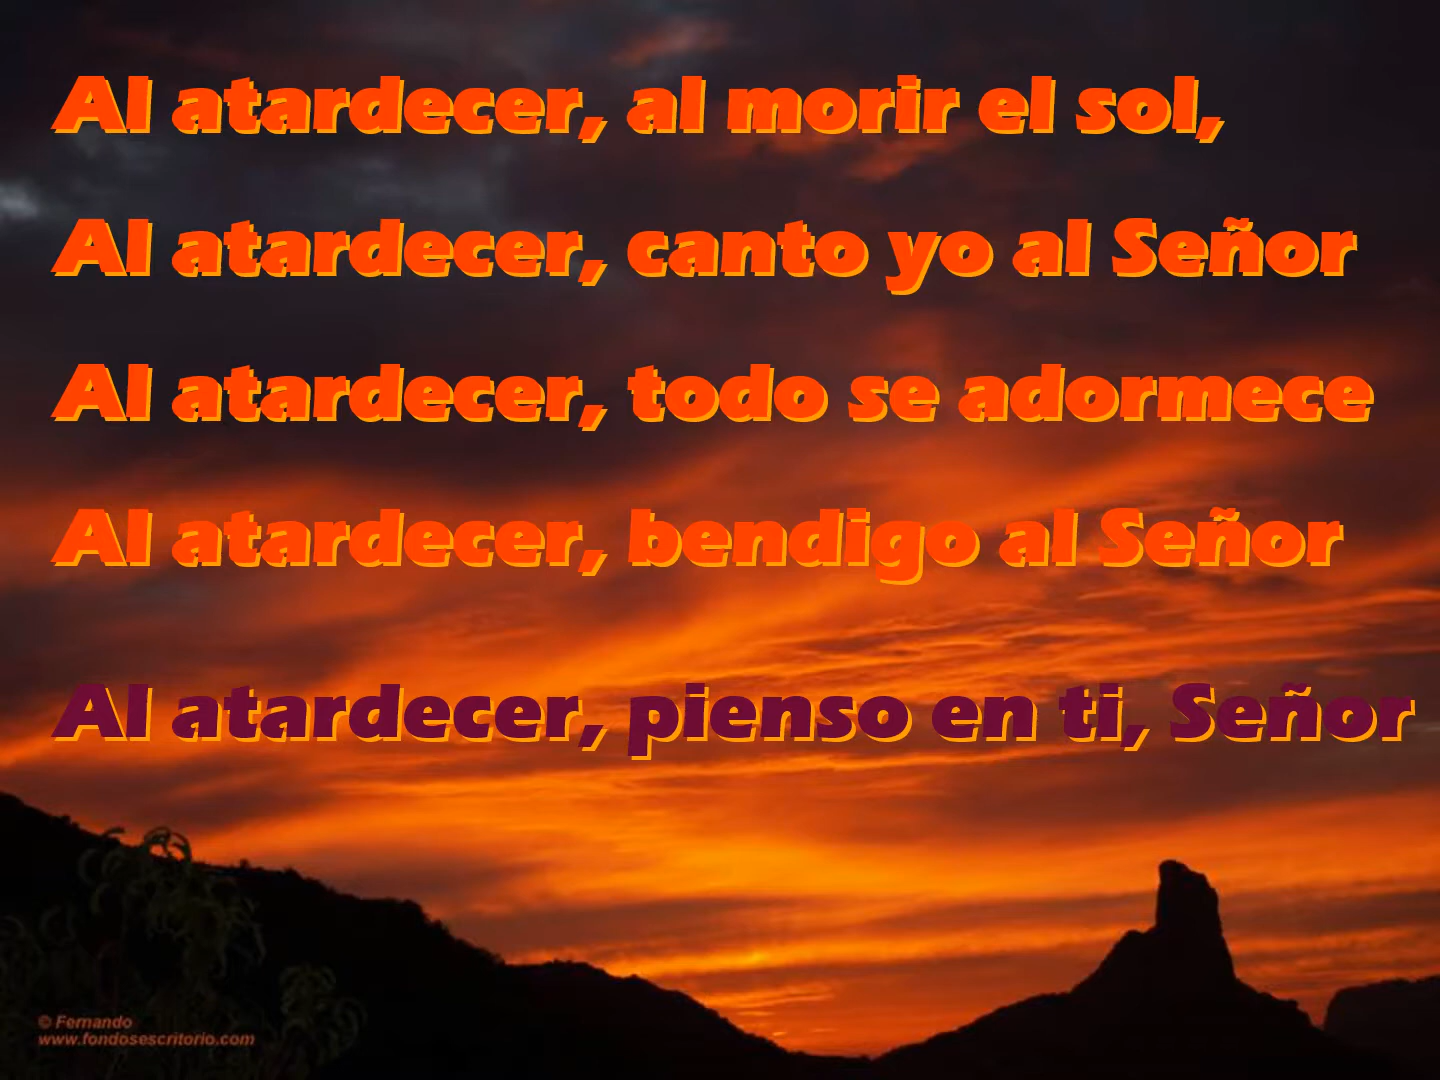 Al atardecer, al morir el sol,
Al atardecer, canto yo al Señor
Al atardecer, todo se adormece
Al atardecer, bendigo al Señor
Al atardecer, pienso en ti, Señor
© Fernando
www.fondosescritorio.com